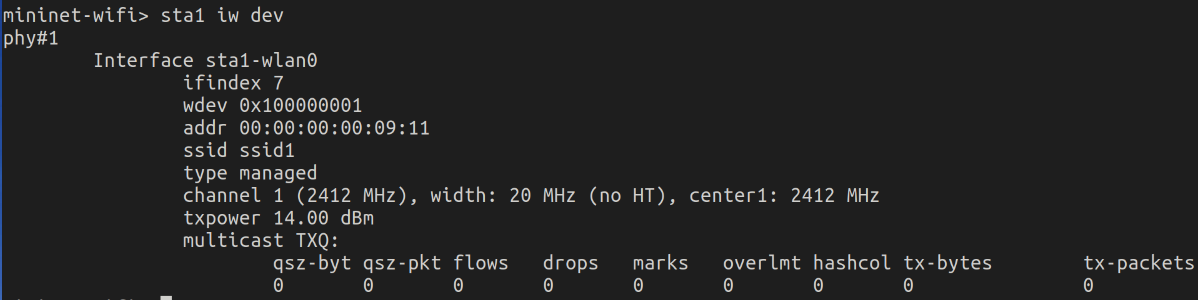 mininet-wifi> sta1 iw dev
phy#1
Interface sta1-wlan0
ifindex 7
wdev 0x100000001
addr 00:00:00:00:09:11
ssid ssid1
type managed
channel 1 (2412 MHz), width: 20 MHz (no HT), center1: 2412 MHz
txpower 14.00 dBm
multicast TXQ:
qsz-byt qsz-pkt flows drops marks overlmt hashcol tx-bytes tx-packets
0 0 0 0 0 0 0 0 0